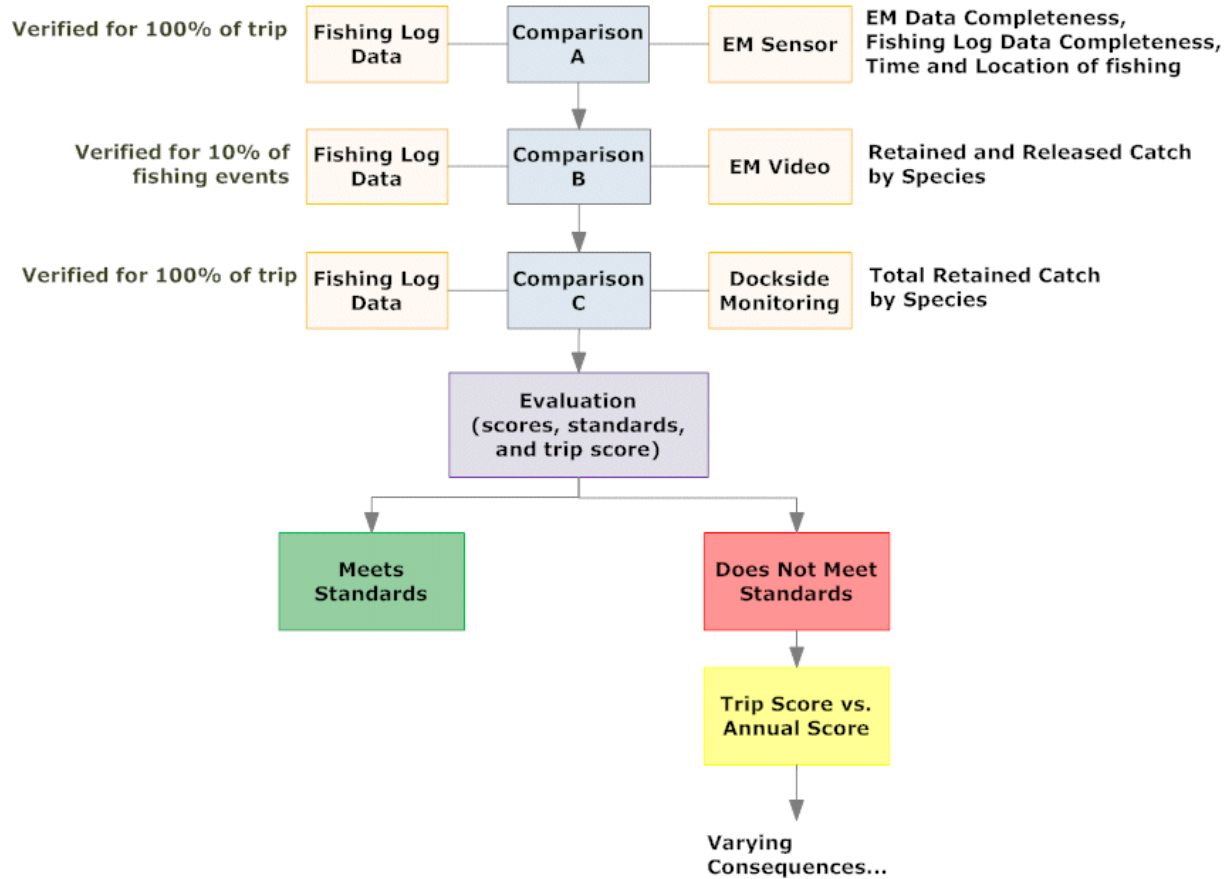 Verified for 100% of trip
Fishing Log
Data
Comparison
A
EM Sensor
EM Data Completeness,
Fishing Log Data Completeness,
Time and Location of fishing
Verified for 10% of
fishing events
Fishing Log
Data
Comparison
B
EM Video
Retained and Released Catch
by Species
Verified for 100% of trip
Fishing Log
Data
Comparison
C
Dockside
Monitoring
Total Retained Catch
by Species
Evaluation
(scores, standards,
and trip score)
Meets
Standards
Does Not Meet
Standards
Trip Score vs.
Annual Score
Varying
Consequences...